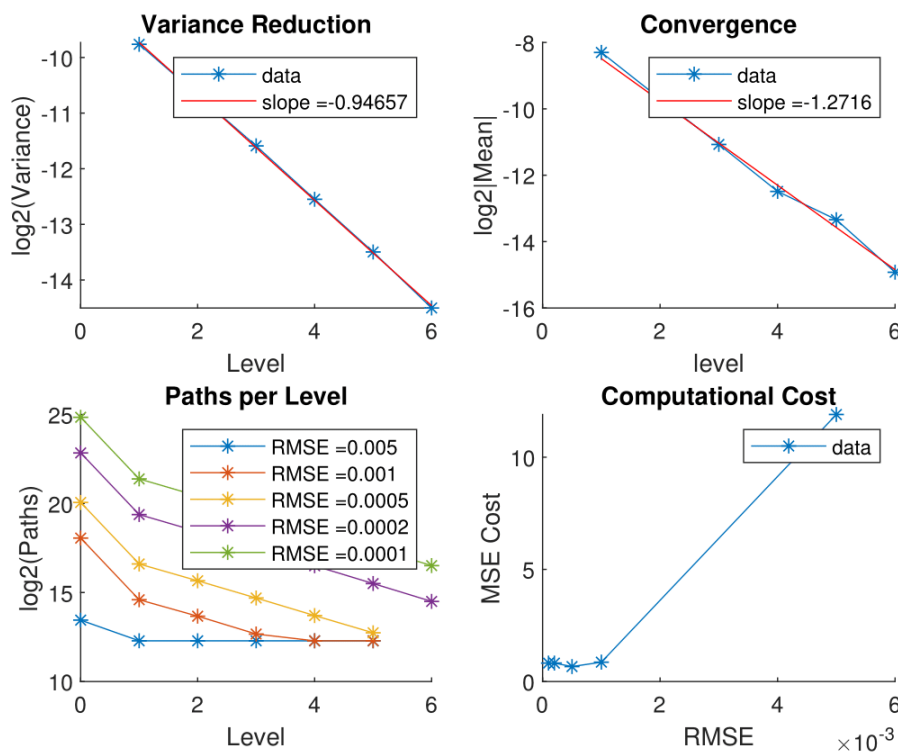 Variance Reduction
log2(Variance)
-10
-11
-12
-13
-14
data
slope =-0.94657
0 2 4 6
Level
Convergence
log2|Mean|
-8
-10
-12
-14
-16
data
slope =-1.2716
0 2 4 6
level
Paths per Level
log2(Paths)
25
20
15
10
RMSE =0.005
RMSE =0.001
RMSE =0.0005
RMSE =0.0002
RMSE =0.0001
0 2 4 6
Level
Computational Cost
MSE Cost
10
5
0
data
0 1 2 3 4 5 6
RMSE
×10⁻³